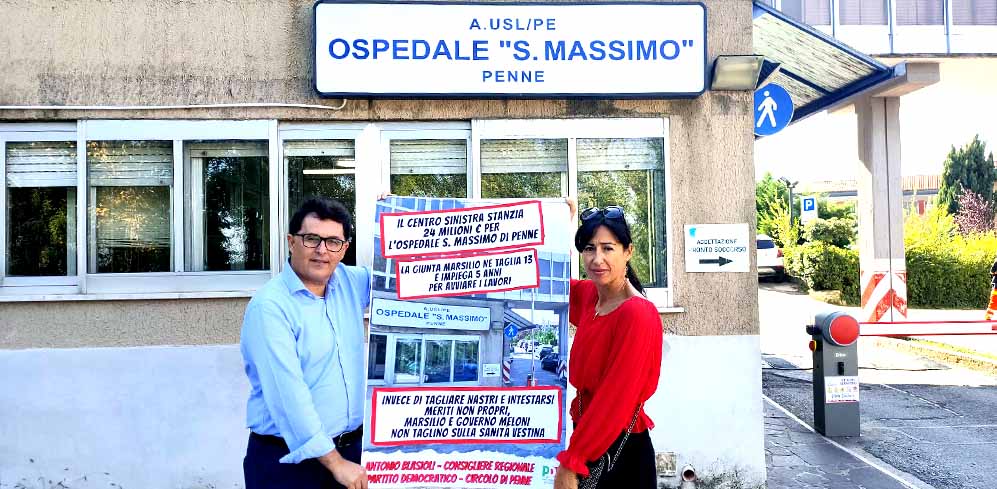 A.USL/PE
OSPEDALE "S. MASSIMO"
PENNE
ACCETTAZIONE
PRONTO SOCCORSO
P
IL CENTRO SINISTRA STANZIA
24 MILIONI € PER
L'OSPEDALE S. MASSIMO DI PENNE
LA GIUNTA MARSILIO NE TAGLIA 13
E IMPIEGA 5 ANNI
PER AVVIARE I LAVORI
A.USL/PE
OSPEDALE "S. MASSIMO"
PENNE
INVECE DI TAGLIARE NASTRI E INTESTARSI
MERITI NON PROPRI,
MARSILIO E GOVERNO MELONI
NON TAGLINO SULLA SANITÀ VESTINA
ANTONIO BLASIOLI - CONSIGLIERE REGIONALE
PARTITO DEMOCRATICO - CIRCOLO DI PENNE